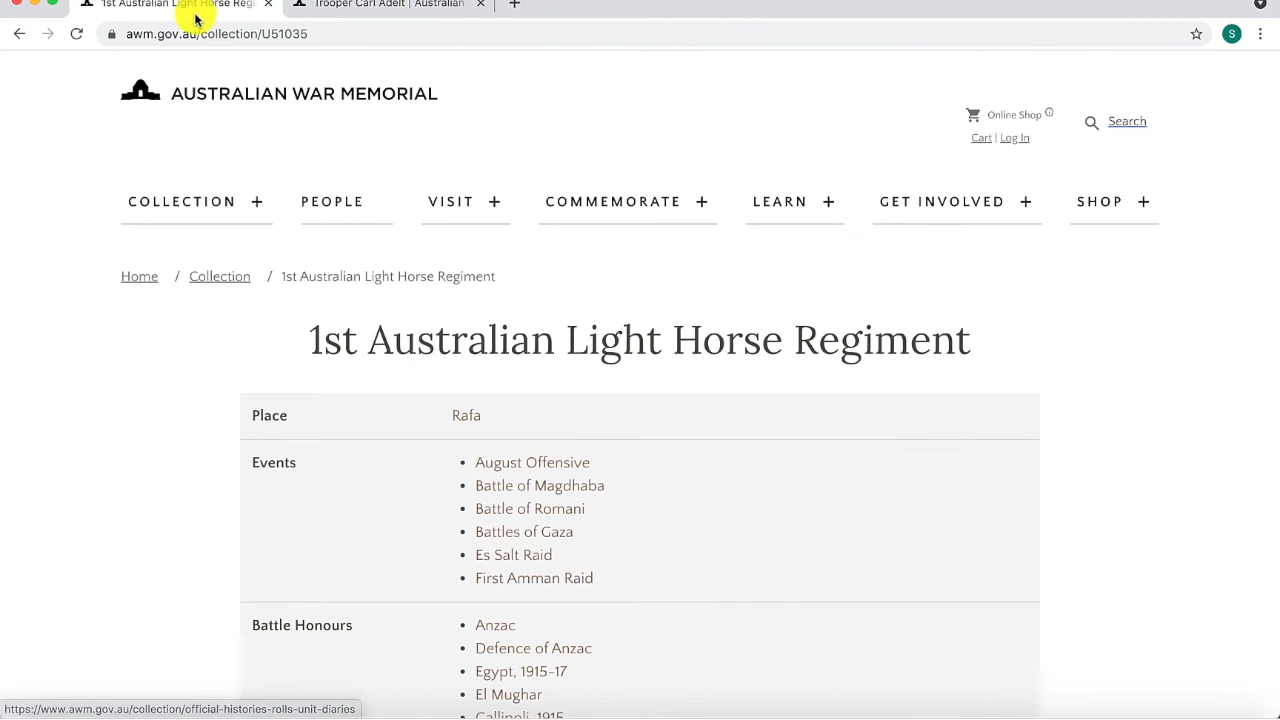 1st Australian Light Horse Regi
Trooper Carl Adelt | Australian
awm.gov.au/collection/U51035
S
AUSTRALIAN WAR MEMORIAL
Online Shop
Cart | Log In
Search
COLLECTION +
PEOPLE
VISIT +
COMMEMORATE +
LEARN +
GET INVOLVED +
SHOP +
Home / Collection / 1st Australian Light Horse Regiment
1st Australian Light Horse Regiment
Place Rafa
Events
• August Offensive
• Battle of Magdhaba
• Battle of Romani
• Battles of Gaza
• Es Salt Raid
• First Amman Raid
Battle Honours
• Anzac
• Defence of Anzac
• Egypt, 1915-17
• El Mughar
• Gallipoli, 1915
https://www.awm.gov.au/collection/official-histories-rolls-unit-diaries